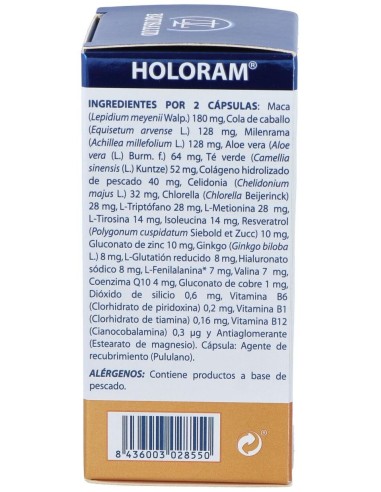 HOLORAM®
INGREDIENTES POR 2 CÁPSULAS: Maca
(Lepidium meyenii Walp.) 180 mg, Cola de caballo
(Equisetum arvense L.) 128 mg, Milenrama
(Achillea millefolium L.) 128 mg, Aloe vera (Aloe
vera (L.) Burm. f.) 64 mg, Té verde (Camellia
sinensis (L.) Kuntze) 52 mg, Colágeno hidrolizado
de pescado 40 mg, Celidonia (Chelidonium
majus L.) 32 mg, Chlorella (Chlorella Beijerinck)
28 mg, L-Triptófano 28 mg, L-Metionina 28 mg,
L-Tirosina 14 mg, Isoleucina 14 mg, Resveratrol
(Polygonum cuspidatum Siebold et Zucc) 10 mg,
Gluconato de zinc 10 mg, Ginkgo (Ginkgo biloba
L.) 8 mg, L-Glutatión reducido 8 mg, Hialuronato
sódico 8 mg, L-Fenilalanina* 7 mg, Valina 7 mg,
Coenzima Q10 4 mg, Gluconato de cobre 1 mg,
Dióxido de silicio 0,6 mg, Vitamina B6
(Clorhidrato de piridoxina) 0,2 mg, Vitamina B1
(Clorhidrato de tiamina) 0,16 mg, Vitamina B12
(Cianocobalamina) 0,3 µg y Antiaglomerante
(Estearato de magnesio). Cápsula: Agente de
recubrimiento (Pululano).
ALÉRGENOS: Contiene productos a base de
pescado.
8 436003 028550